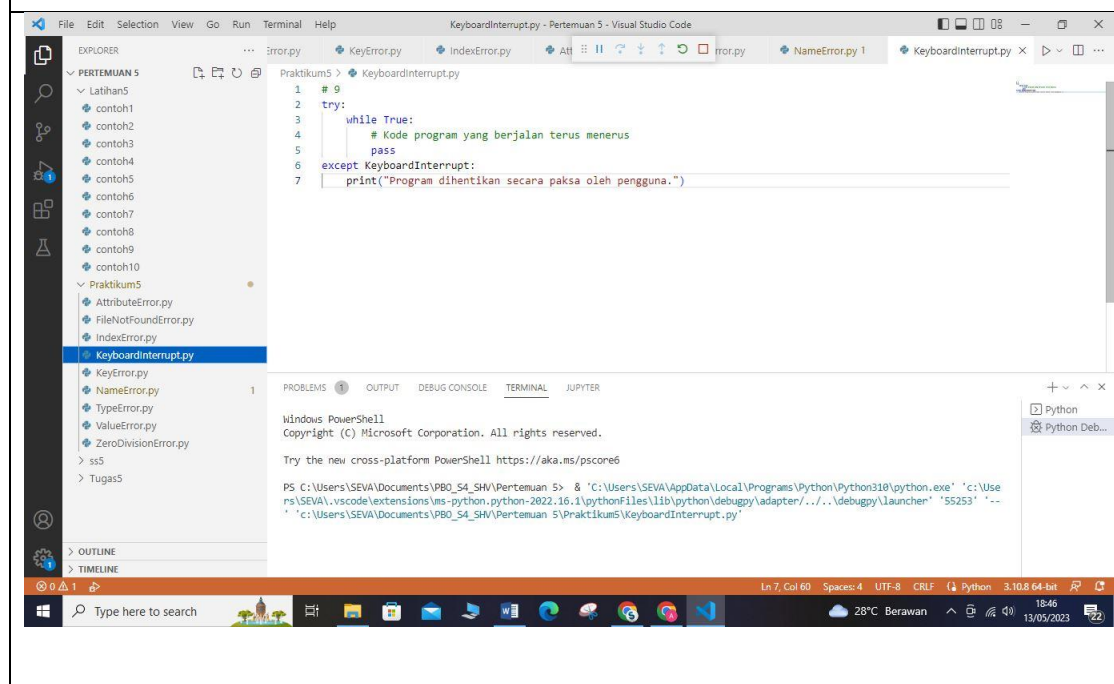 File Edit Selection View Go Run Terminal Help KeyboardInterrupt.py - Pertemuan 5 - Visual Studio Code
EXPLORER
KeyError.py IndexError.py NameError.py 1 KeyboardInterrupt.py
PERTEMUAN 5
Latihan5
contoh1
contoh2
contoh3
contoh4
contoh5
contoh6
contoh7
contoh8
contoh9
contoh10
Praktikum5
AttributeError.py
FileNotFoundError.py
IndexError.py
KeyboardInterrupt.py
KeyError.py
NameError.py 1
TypeError.py
ValueError.py
ZeroDivisionError.py
ss5
Tugas5
OUTLINE
TIMELINE
Praktikum5 > KeyboardInterrupt.py
1 # 9
2 try:
3 while True:
4 # Kode program yang berjalan terus menerus
5 pass
6 except KeyboardInterrupt:
7 print("Program dihentikan secara paksa oleh pengguna.")
PROBLEMS 1 OUTPUT DEBUG CONSOLE TERMINAL JUPYTER
Windows PowerShell
Copyright (C) Microsoft Corporation. All rights reserved.
Try the new cross-platform PowerShell https://aka.ms/pscore6
PS C:\Users\SEVA\Documents\PBO_S4_SHV\Pertemuan 5> & 'C:\Users\SEVA\AppData\Local\Programs\Python\Python310\python.exe' 'c:\Use
rs\SEVA\.vscode\extensions\ms-python.python-2022.16.1\pythonFiles\lib\python\debugpy\adapter/../..\debugpy\launcher' '55253' '--
' 'c:\Users\SEVA\Documents\PBO_S4_SHV\Pertemuan 5\Praktikum5\KeyboardInterrupt.py'
Python
Python Deb...
0 1 Ln 7, Col 60 Spaces: 4 UTF-8 CRLF Python 3.10.8 64-bit
Type here to search 28°C Berawan 18:46
13/05/2023 22